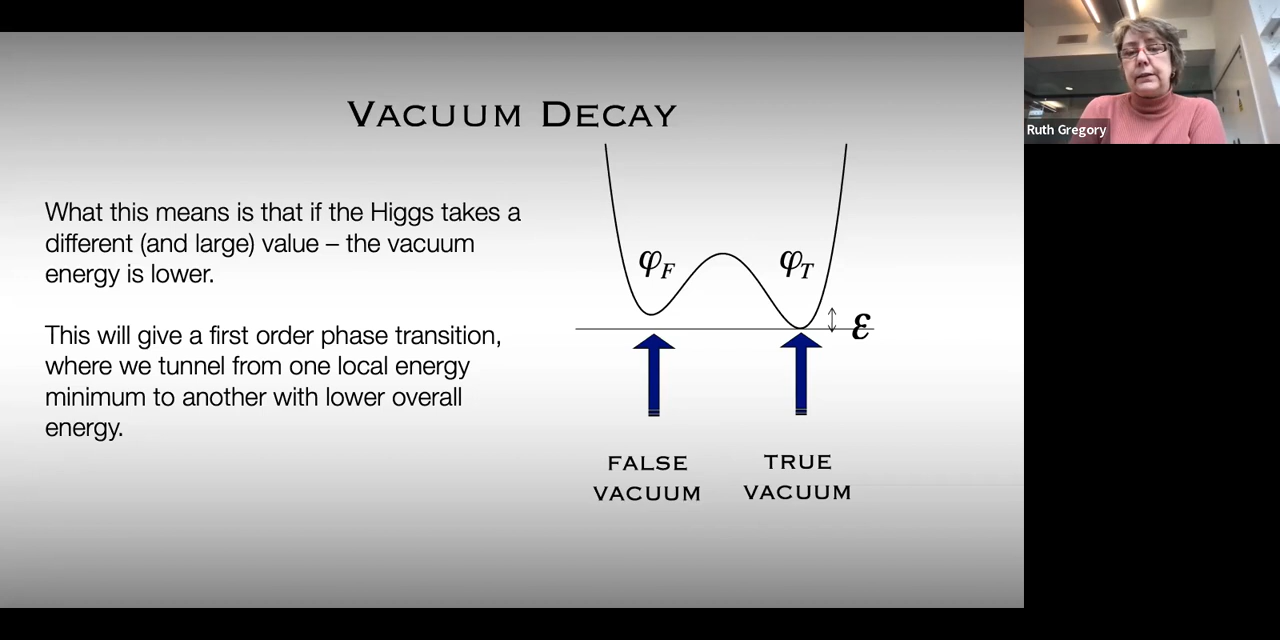 VACUUM DECAY
What this means is that if the Higgs takes a
different (and large) value – the vacuum
energy is lower.
This will give a first order phase transition,
where we tunnel from one local energy
minimum to another with lower overall
energy.
φF
φT
ε
FALSE
VACUUM
TRUE
VACUUM
Ruth Gregory